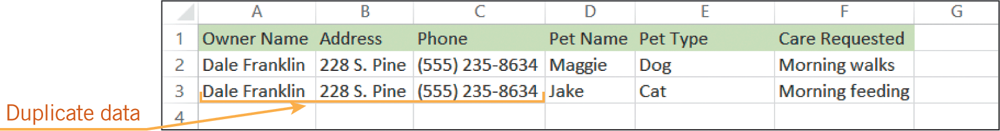 A B C D E F G
1 Owner Name Address Phone Pet Name Pet Type Care Requested
2 Dale Franklin 228 S. Pine (555) 235-8634 Maggie Dog Morning walks
3 Dale Franklin 228 S. Pine (555) 235-8634 Jake Cat Morning feeding
Duplicate data
4